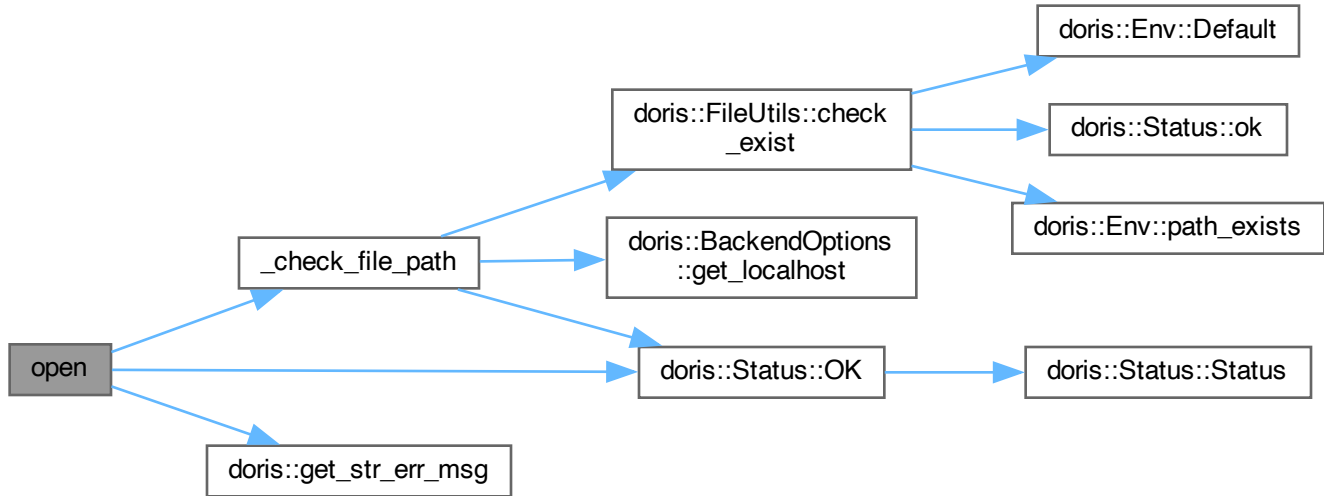 doris::Env::Default
doris::FileUtils::check
_exist
doris::Status::ok
doris::Env::path_exists
_check_file_path
doris::BackendOptions
::get_localhost
open
doris::Status::OK
doris::Status::Status
doris::get_str_err_msg